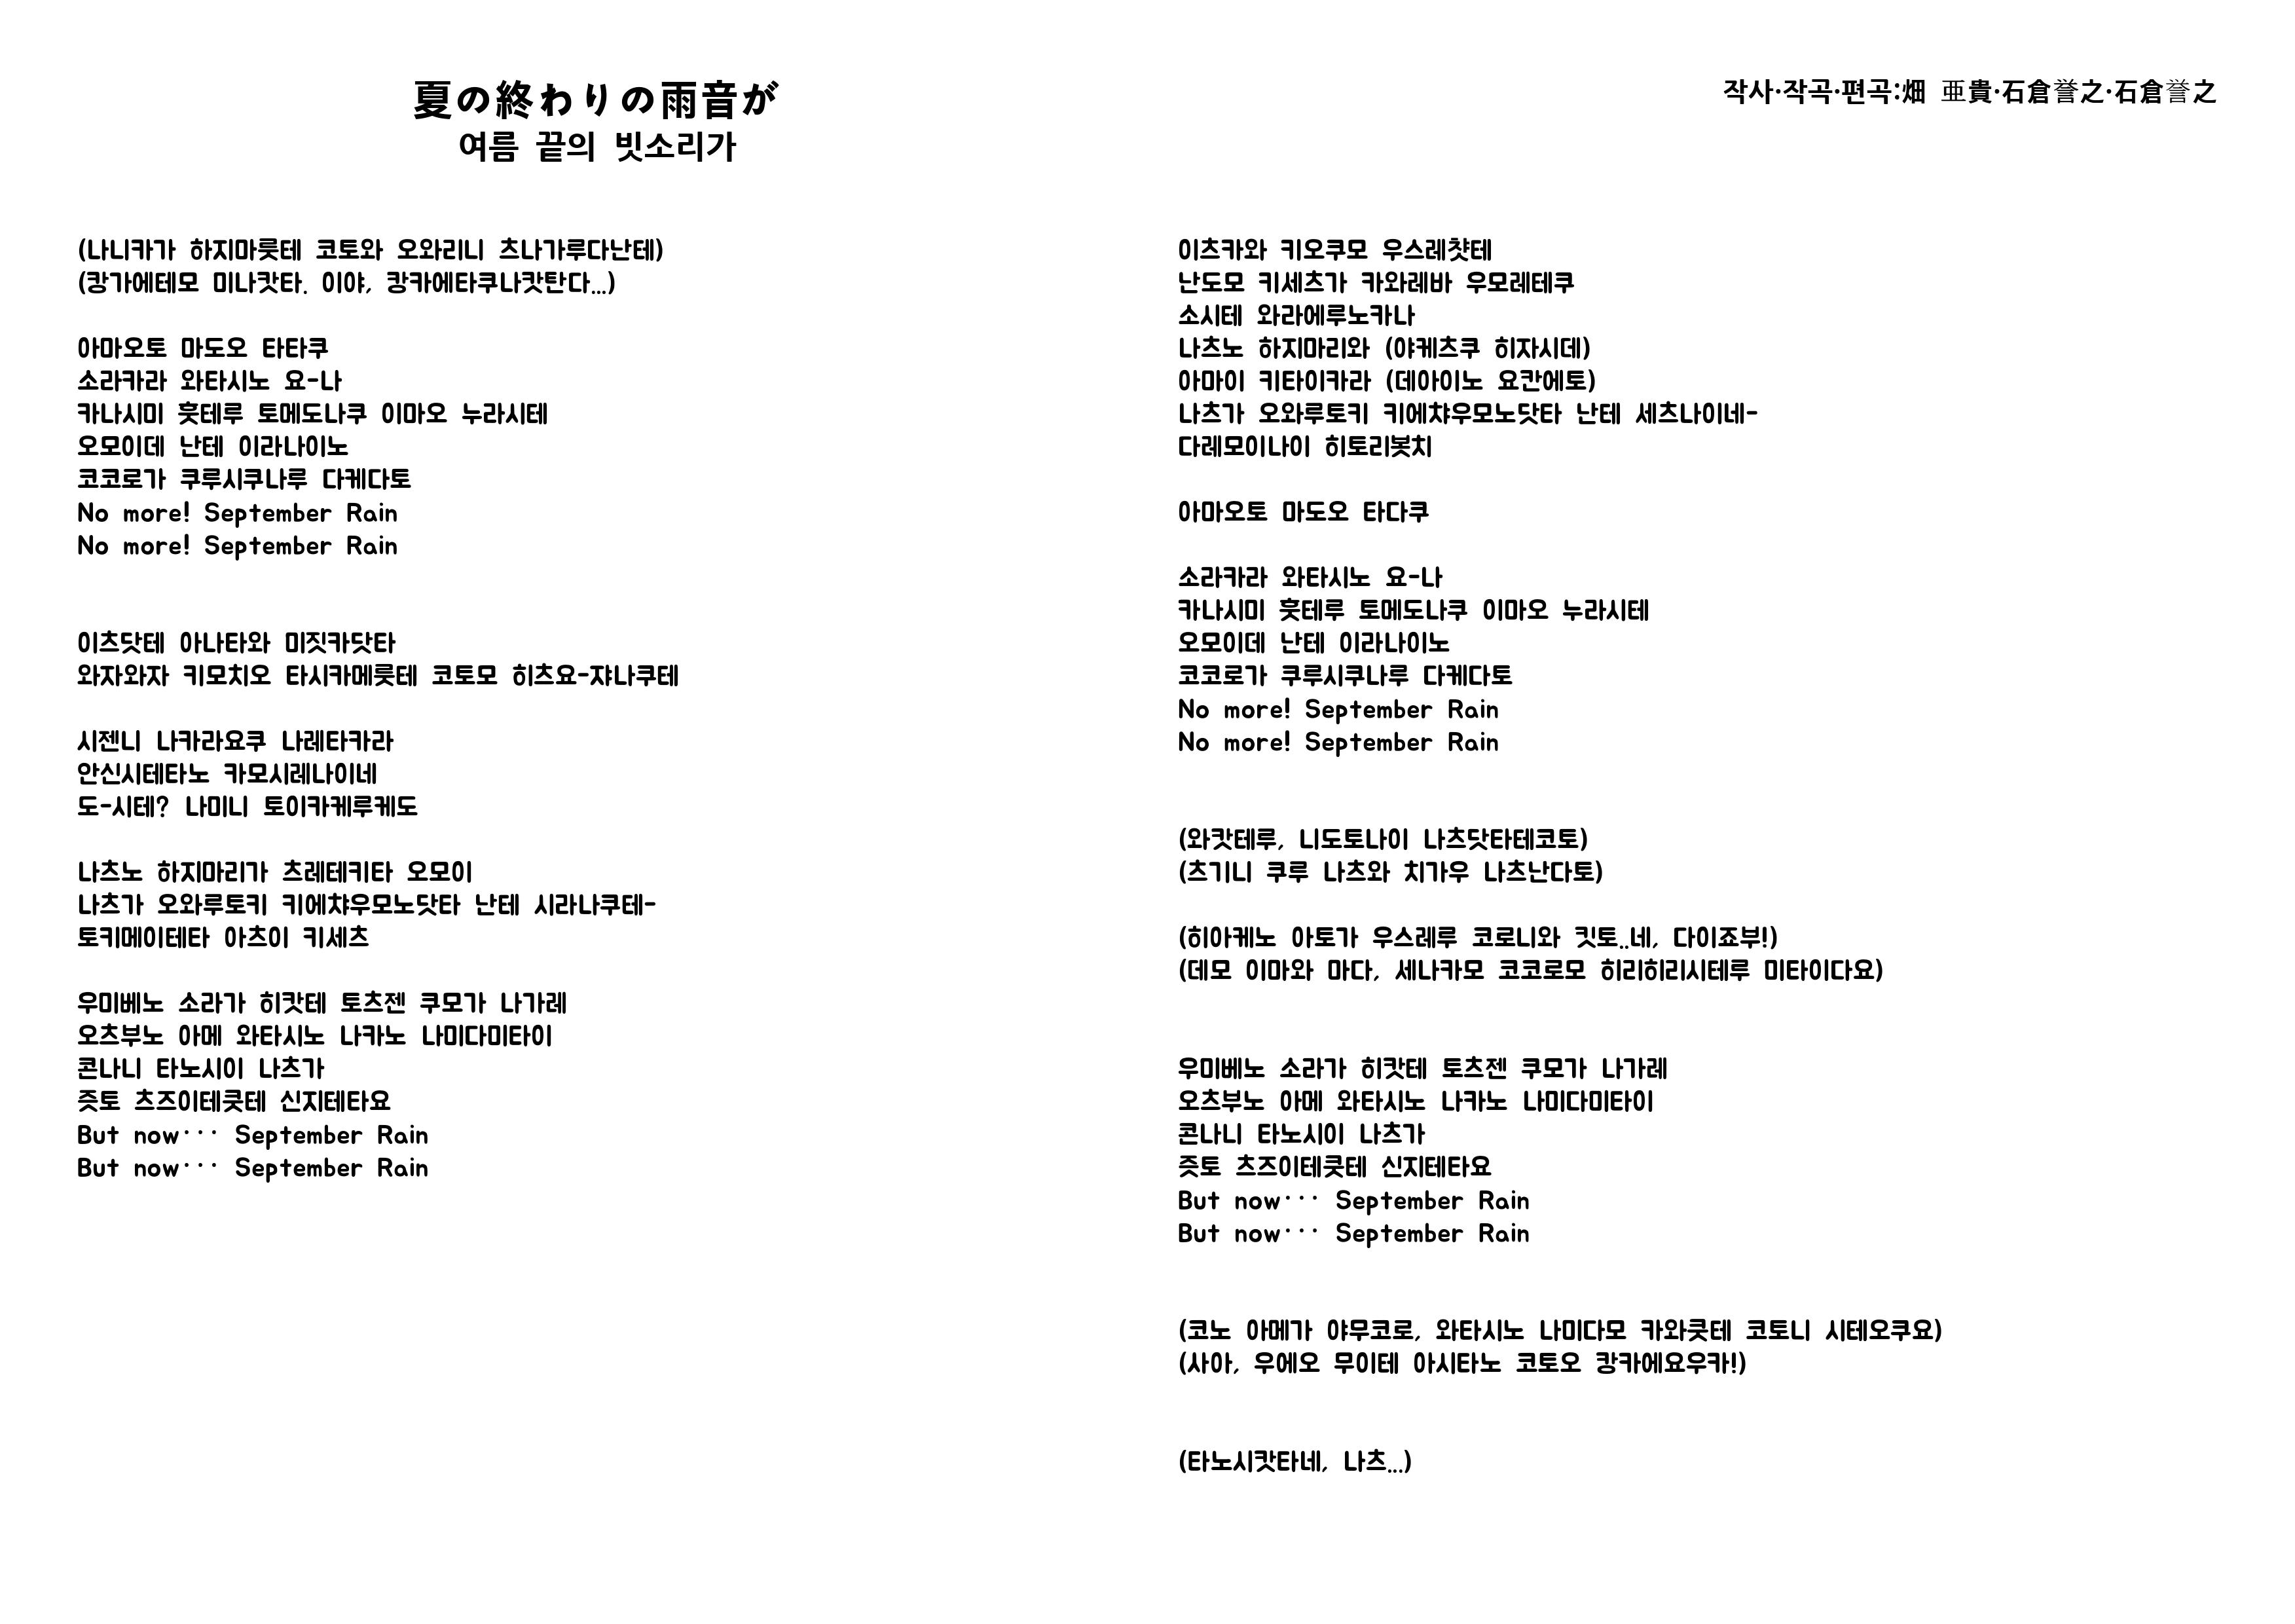 夏の終わりの雨音が
여름 끝의 빗소리가
작사·작곡·편곡:畑 亜貴·石倉誉之·石倉誉之
(나니카가 하지마룻테 코토와 오와리니 츠나가루다난테)
(캉가에테모 미나캇타. 이야, 캉카에타쿠나캇탄다...)
아마오토 마도오 타타쿠
소라카라 와타시노 요-나
카나시미 훗테루 토메도나쿠 이마오 누라시테
오모이데 난테 이라나이노
코코로가 쿠루시쿠나루 다케다토
No more! September Rain
No more! September Rain
이츠닷테 아나타와 미짓카닷타
와자와자 키모치오 타시카메룻테 코토모 히츠요-쟈나쿠테
시젠니 나카라요쿠 나레타카라
안신시테타노 카모시레나이네
도-시테? 나미니 토이카케루케도
나츠노 하지마리가 츠레테키타 오모이
나츠가 오와루토키 키에챠우모노닷타 난테 시라나쿠테-
토키메이테타 아츠이 키세츠
우미베노 소라가 히캇테 토츠젠 쿠모가 나가레
오츠부노 아메 와타시노 나카노 나미다미타이
콘나니 타노시이 나츠가
즛토 츠즈이테쿳테 신지테타요
But now··· September Rain
But now··· September Rain
이츠카와 키오쿠모 우스레챳테
난도모 키세츠가 카와레바 우모레테쿠
소시테 와라에루노카나
나츠노 하지마리와 (야케츠쿠 히자시데)
아마이 키타이카라 (데아이노 요칸에토)
나츠가 오와루토키 키에챠우모노닷타 난테 세츠나이네-
다레모이나이 히토리봇치
아마오토 마도오 타다쿠
소라카라 와타시노 요-나
카나시미 훗테루 토메도나쿠 이마오 누라시테
오모이데 난테 이라나이노
코코로가 쿠루시쿠나루 다케다토
No more! September Rain
No more! September Rain
(와캇테루, 니도토나이 나츠닷타테코토)
(츠기니 쿠루 나츠와 치가우 나츠난다토)
(히아케노 아토가 우스레루 코로니와 킷토..네, 다이죠부!)
(데모 이마와 마다, 세나카모 코코로모 히리히리시테루 미타이다요)
우미베노 소라가 히캇테 토츠젠 쿠모가 나가레
오츠부노 아메 와타시노 나카노 나미다미타이
콘나니 타노시이 나츠가
즛토 츠즈이테쿳테 신지테타요
But now··· September Rain
But now··· September Rain
(코노 아메가 야무코로, 와타시노 나미다모 카와쿳테 코토니 시테오쿠요)
(사아, 우에오 무이테 아시타노 코토오 캉카에요우카!)
(타노시캇타네, 나츠...)